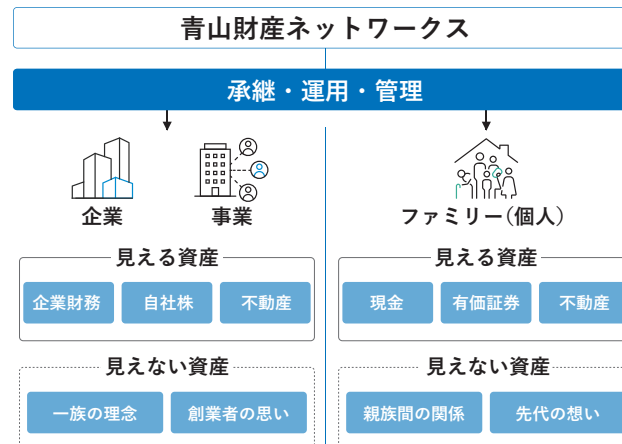 青山財産ネットワークス
承継・運用・管理
企業
事業
ファミリー(個人)
見える資産
企業財務
自社株
不動産
見える資産
現金
有価証券
不動産
見えない資産
一族の理念
創業者の思い
見えない資産
親族間の関係
先代の想い